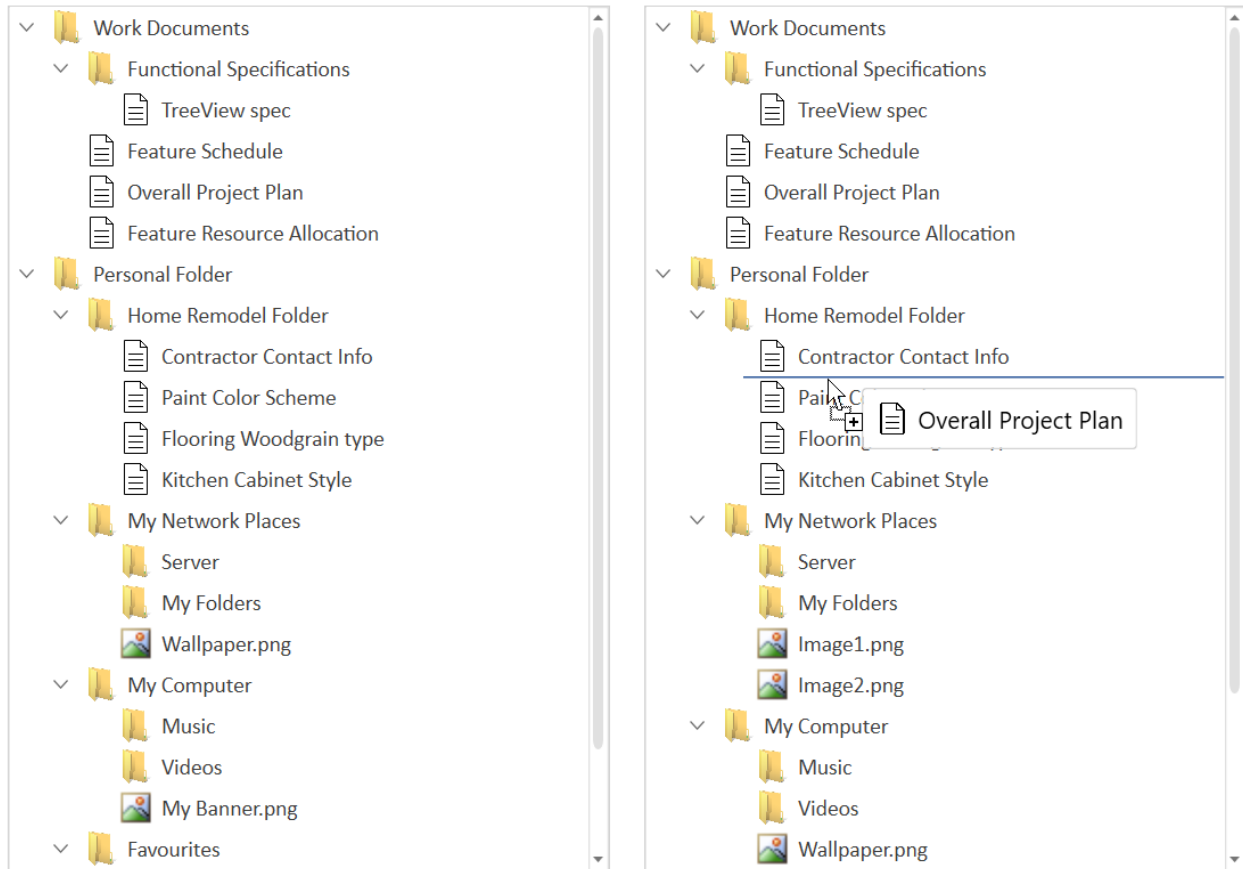 Work Documents
Functional Specifications
TreeView spec
Feature Schedule
Overall Project Plan
Feature Resource Allocation
Personal Folder
Home Remodel Folder
Contractor Contact Info
Paint Color Scheme
Flooring Woodgrain type
Kitchen Cabinet Style
My Network Places
Server
My Folders
Wallpaper.png
My Computer
Music
Videos
My Banner.png
Favourites
Work Documents
Functional Specifications
TreeView spec
Feature Schedule
Overall Project Plan
Feature Resource Allocation
Personal Folder
Home Remodel Folder
Contractor Contact Info
Overall Project Plan
Kitchen Cabinet Style
My Network Places
Server
My Folders
Image1.png
Image2.png
My Computer
Music
Videos
Wallpaper.png